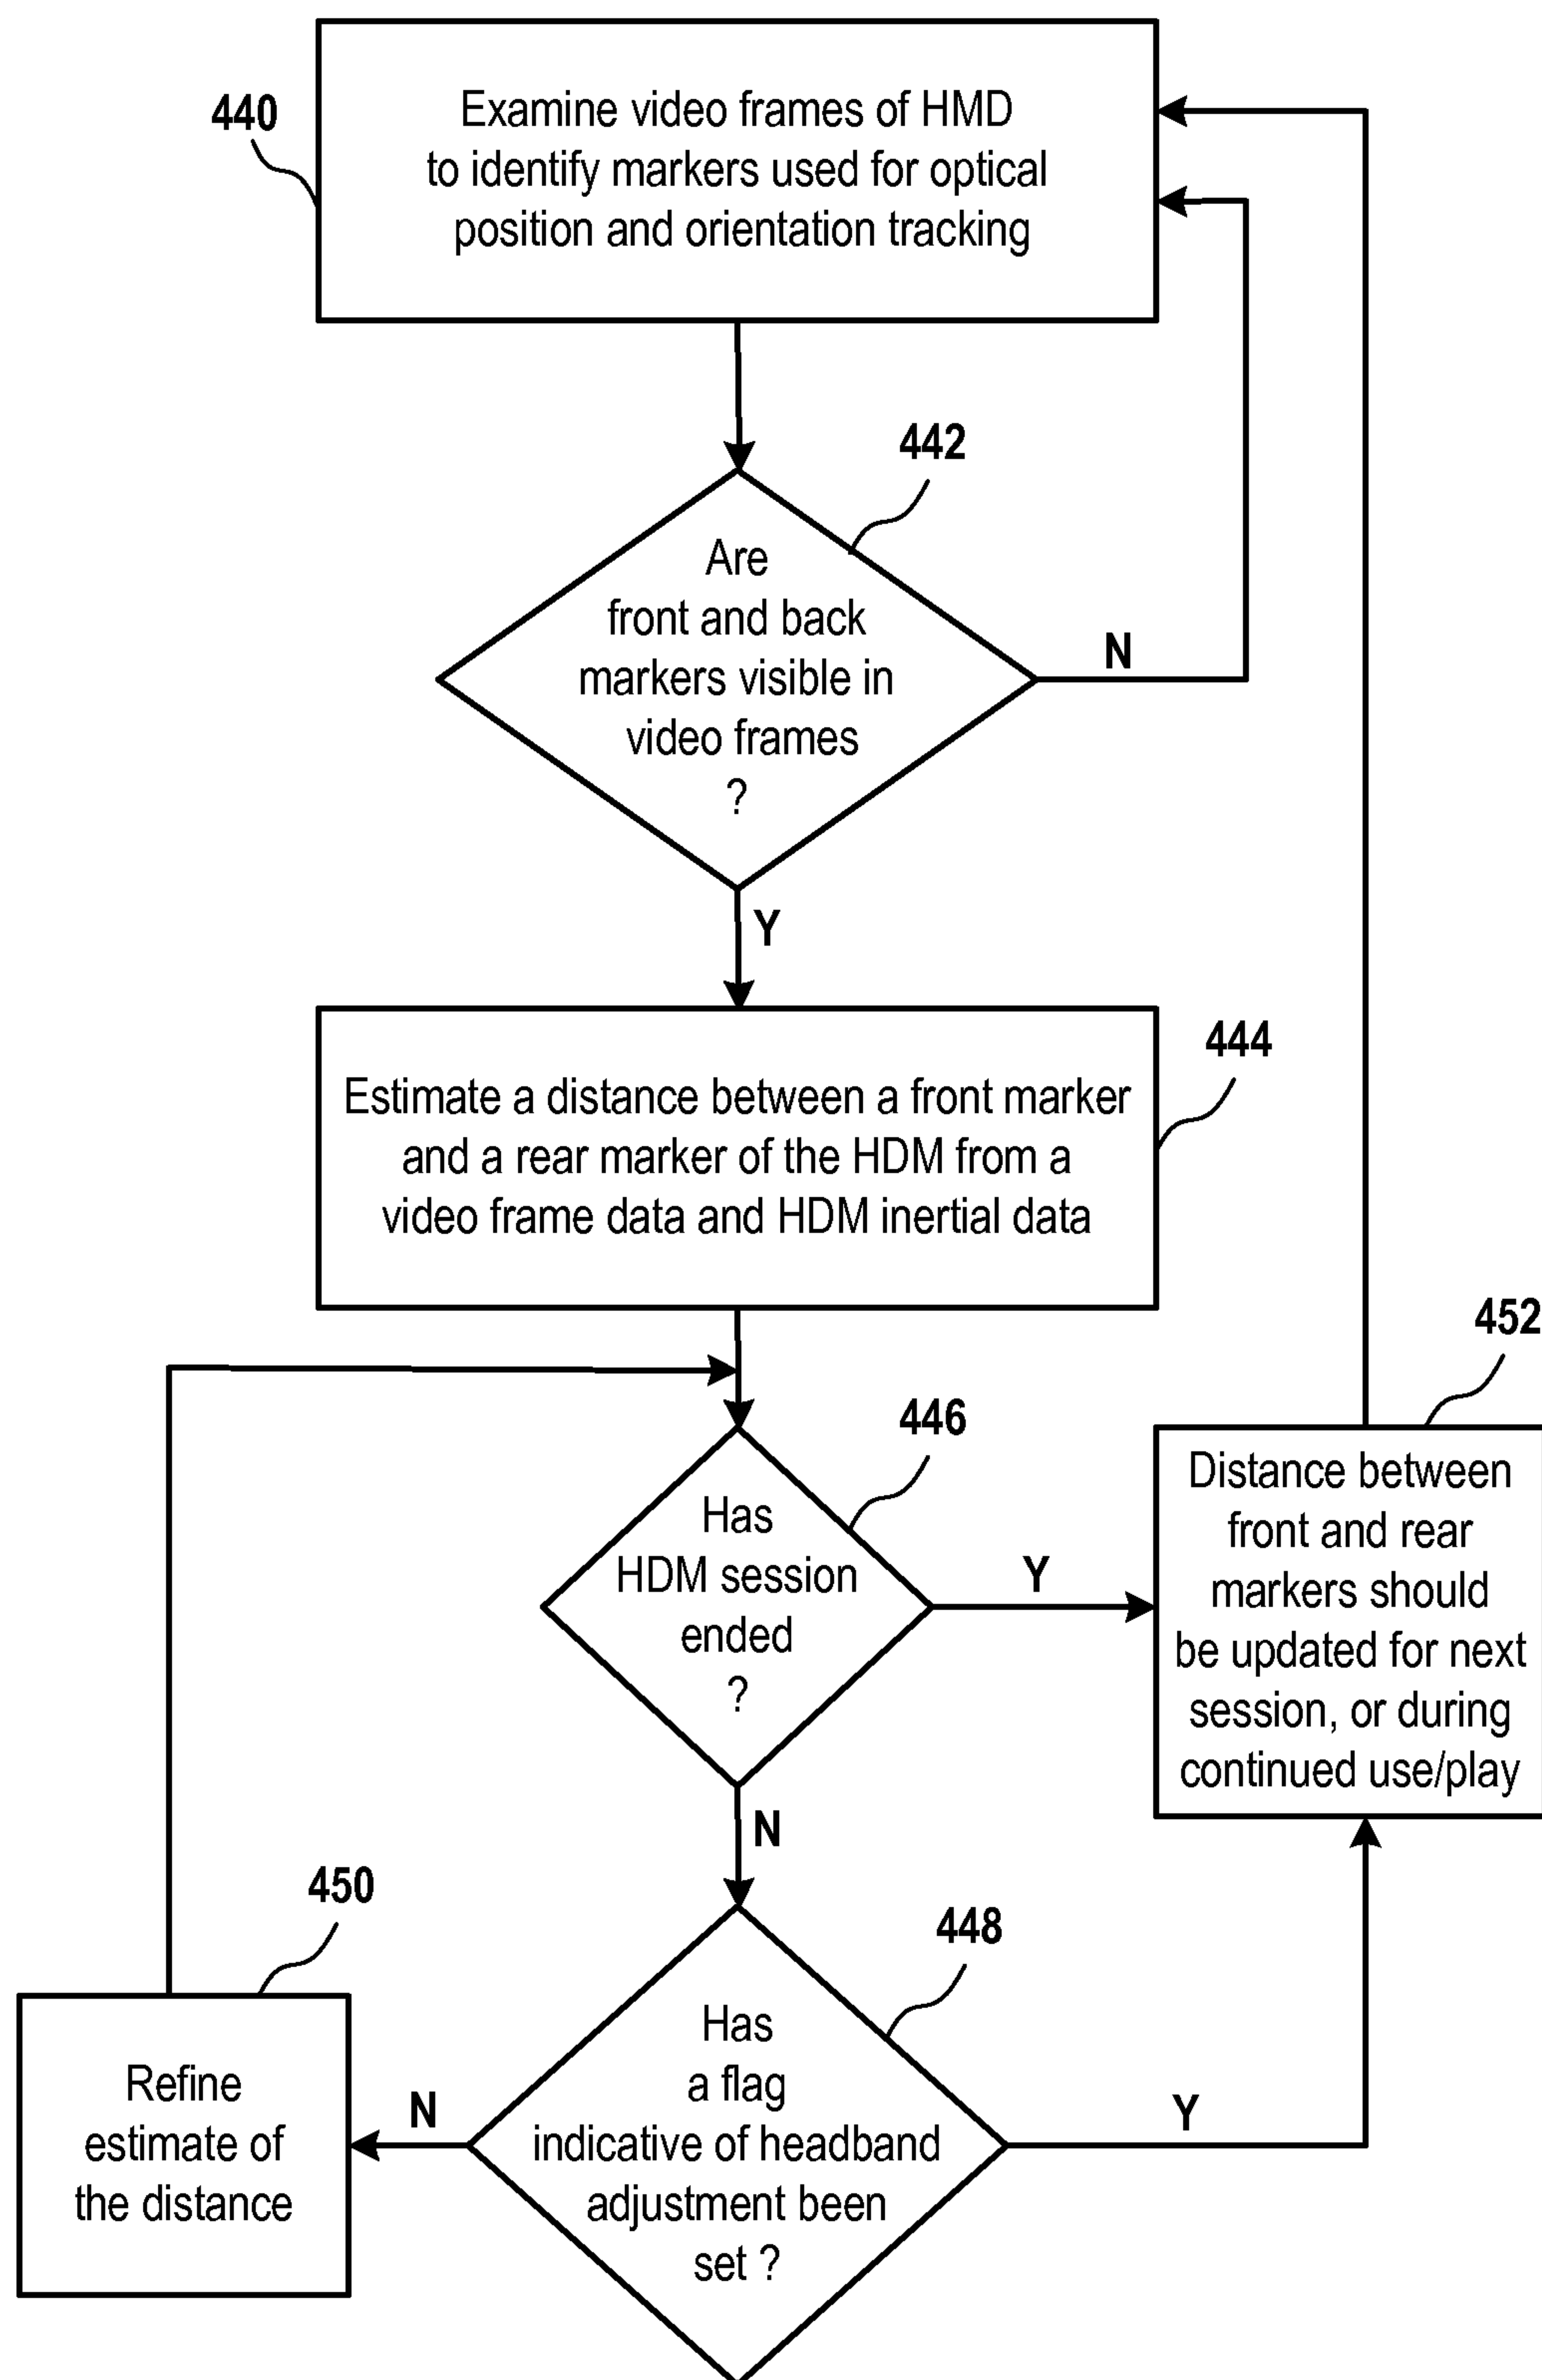 440
Examine video frames of HMD
to identify markers used for optical
position and orientation tracking
442
Are
front and back
markers visible in
video frames
?
N
Y
444
Estimate a distance between a front marker
and a rear marker of the HDM from a
video frame data and HDM inertial data
446
Has
HDM session
ended
?
Y
N
452
Distance between
front and rear
markers should
be updated for next
session, or during
continued use/play
448
Has
a flag
indicative of headband
adjustment been
set ?
N
Y
450
Refine
estimate of
the distance